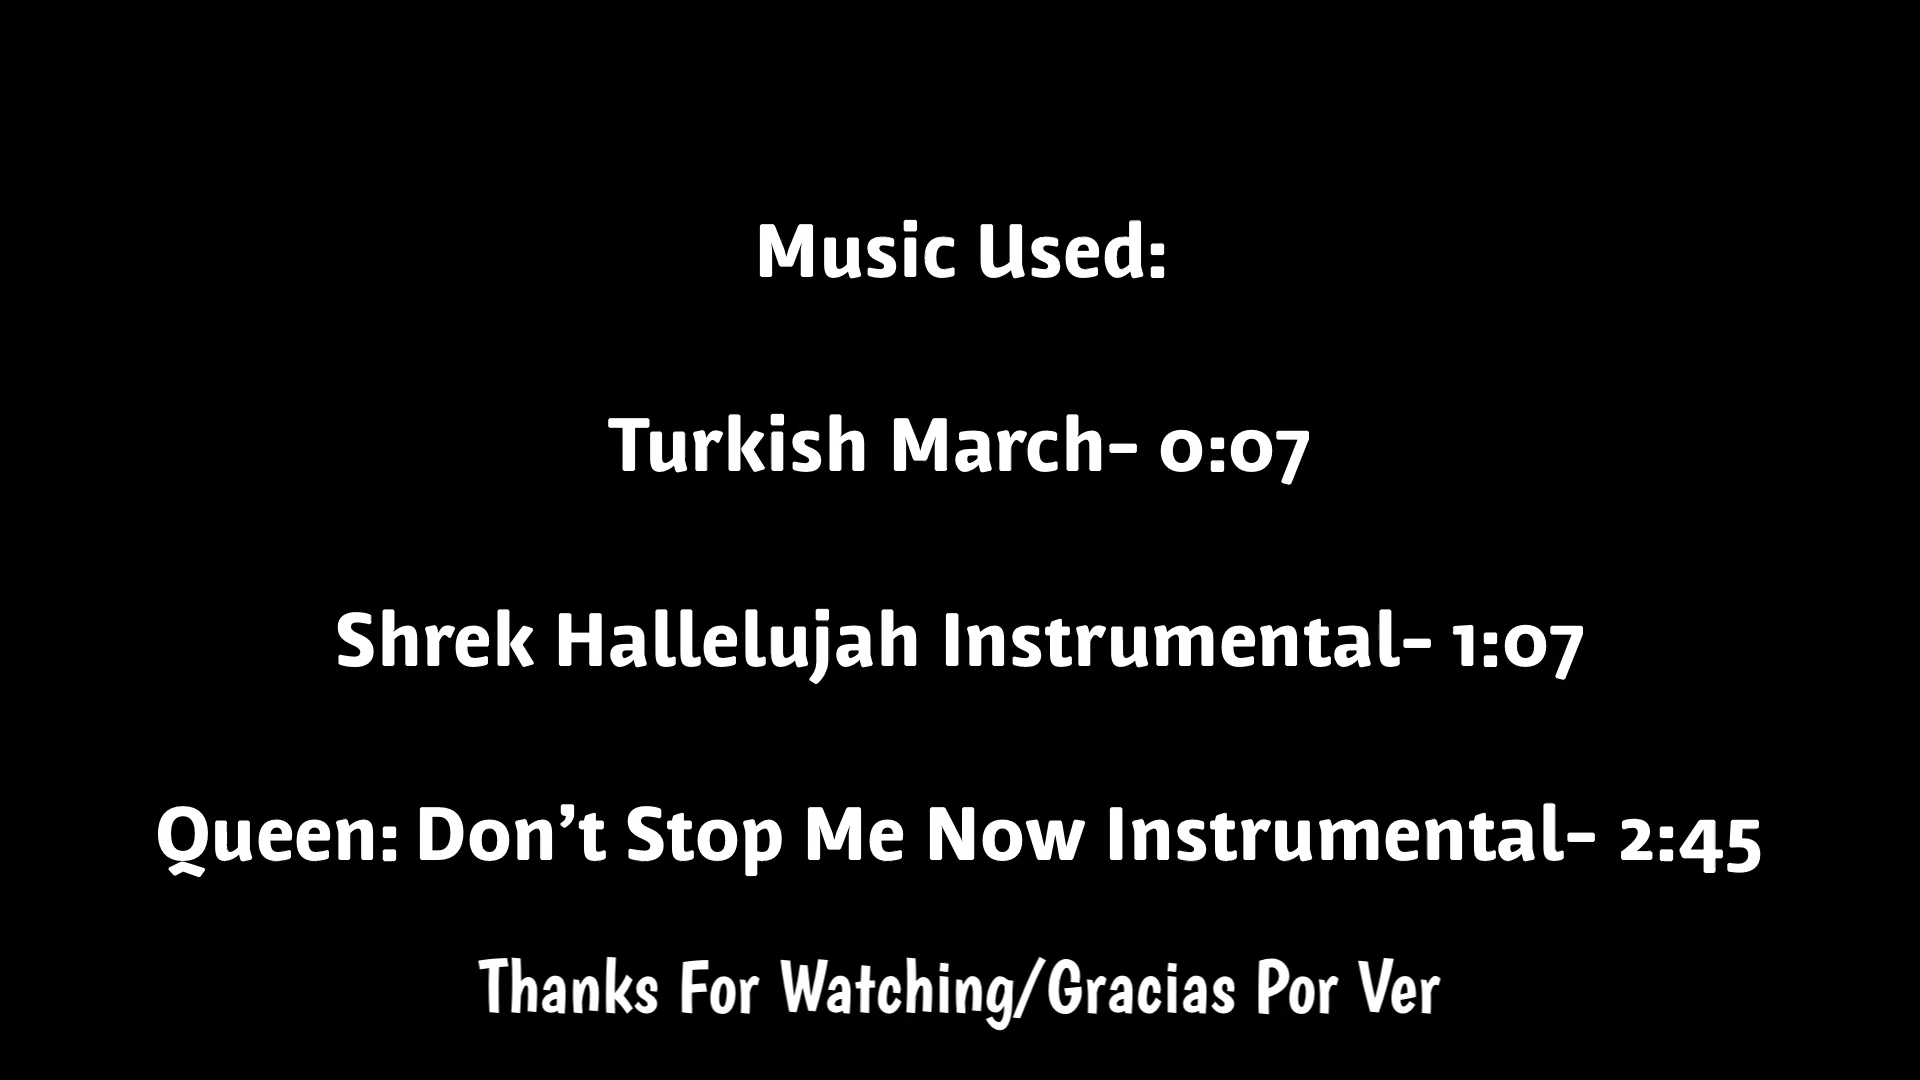 Music Used:
Turkish March- 0:07
Shrek Hallelujah Instrumental- 1:07
Queen: Don’t Stop Me Now Instrumental- 2:45
Thanks For Watching/Gracias Por Ver